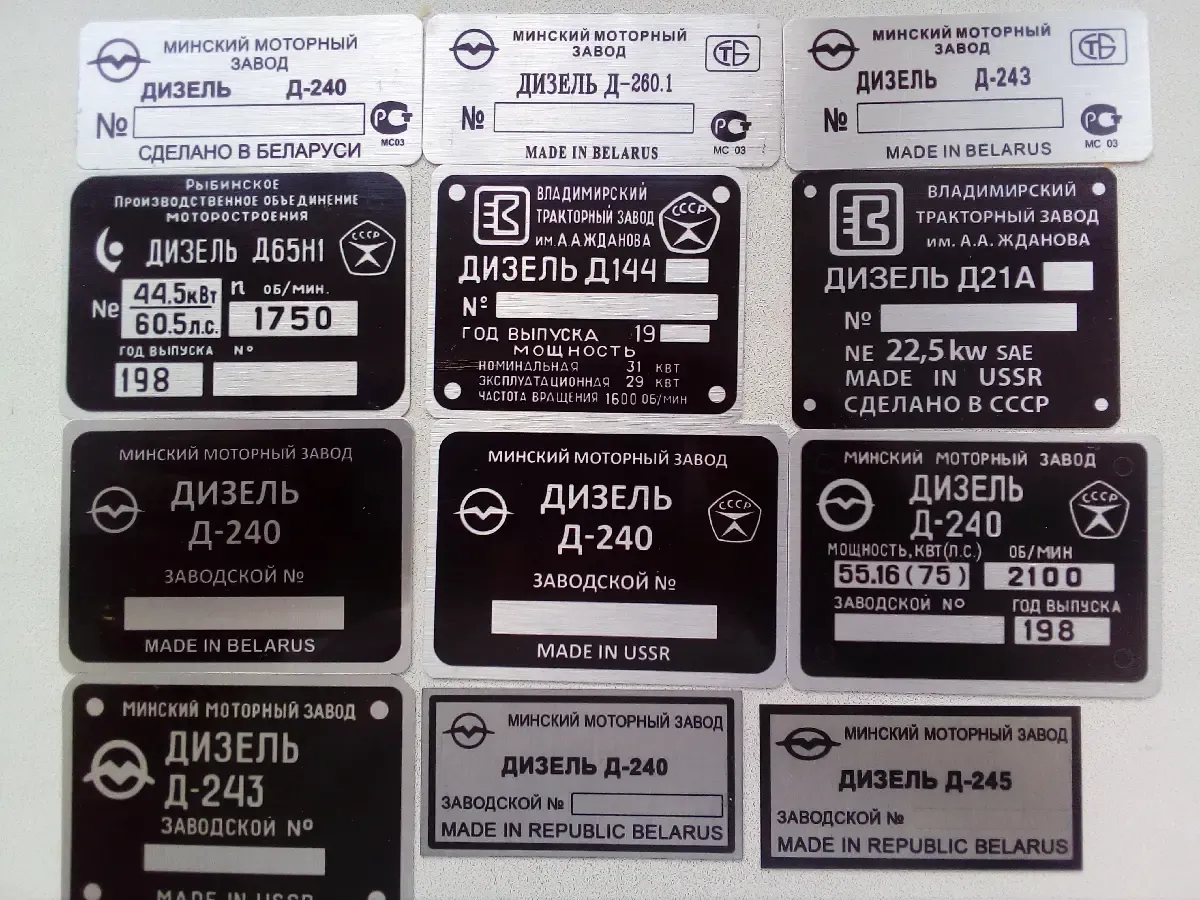 МИНСКИЙ МОТОРНЫЙ
ЗАВОД
ДИЗЕЛЬ Д-240
№
МС03
СДЕЛАНО В БЕЛАРУСИ
МИНСКИЙ МОТОРНЫЙ
ЗАВОД
СТБ
ДИЗЕЛЬ Д-260.1
№
МС 03
MADE IN BELARUS
МИНСКИЙ МОТОРНЫЙ
ЗАВОД
СТБ
ДИЗЕЛЬ Д-243
№
МС 03
MADE IN BELARUS
РЫБИНСКОЕ
ПРОИЗВОДСТВЕННОЕ ОБЪЕДИНЕНИЕ
МОТОРОСТРОЕНИЯ
СССР
ДИЗЕЛЬ Д65Н1
Ne 44.5кВт n ОБ/МИН.
60.5л.с. 1750
ГОД ВЫПУСКА №
198
ВЛАДИМИРСКИЙ
ТРАКТОРНЫЙ ЗАВОД
ИМ. А.А.ЖДАНОВА
СССР
ДИЗЕЛЬ Д144
№
ГОД ВЫПУСКА 19
МОЩНОСТЬ
НОМИНАЛЬНАЯ 31 КВТ
ЭКСПЛУАТАЦИОННАЯ 29 КВТ
ЧАСТОТА ВРАЩЕНИЯ 1600 ОБ/МИН
ВЛАДИМИРСКИЙ
ТРАКТОРНЫЙ ЗАВОД
ИМ. А.А. ЖДАНОВА
ДИЗЕЛЬ Д21А
№
NE 22,5 kw SAE
MADE IN USSR
СДЕЛАНО В СССР
МИНСКИЙ МОТОРНЫЙ ЗАВОД
ДИЗЕЛЬ
Д-240
ЗАВОДСКОЙ №
MADE IN BELARUS
МИНСКИЙ МОТОРНЫЙ ЗАВОД
ДИЗЕЛЬ
СССР
Д-240
ЗАВОДСКОЙ №
MADE IN USSR
МИНСКИЙ МОТОРНЫЙ ЗАВОД
ДИЗЕЛЬ
СССР
Д-240
МОЩНОСТЬ,КВТ(Л.С.) ОБ/МИН
55.16(75) 2100
ЗАВОДСКОЙ № ГОД ВЫПУСКА
198
МИНСКИЙ МОТОРНЫЙ ЗАВОД
ДИЗЕЛЬ
Д-243
ЗАВОДСКОЙ №
MADE IN USSR
МИНСКИЙ МОТОРНЫЙ ЗАВОД
ДИЗЕЛЬ Д-240
ЗАВОДСКОЙ №
MADE IN REPUBLIC BELARUS
МИНСКИЙ МОТОРНЫЙ ЗАВОД
ДИЗЕЛЬ Д-245
ЗАВОДСКОЙ №
MADE IN REPUBLIC BELARUS